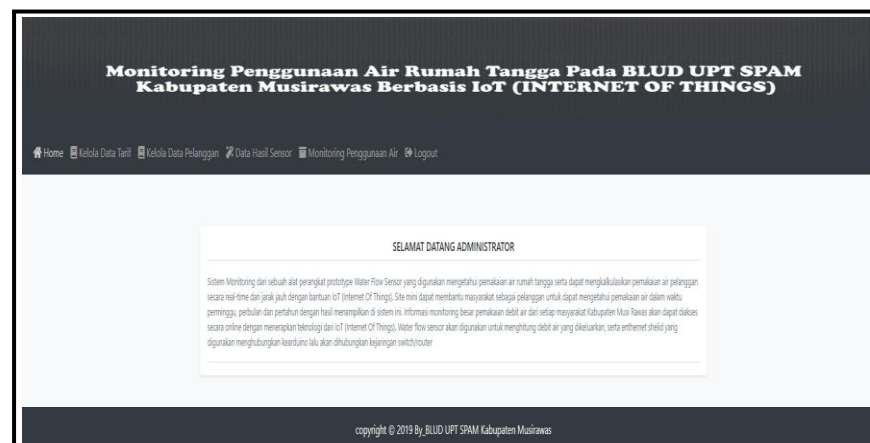 Monitoring Penggunaan Air Rumah Tangga Pada BLUD UPT SPAM
Kabupaten Musirawas Berbasis IoT (INTERNET OF THINGS)
Home Kelola Data Tarif Kelola Data Pelanggan Data Hasil Sensor Monitoring Penggunaan Air Logout
SELAMAT DATANG ADMINISTRATOR
Sistem Monitoring dari sebuah alat perangkat prototype Water Flow Sensor yang digunakan mengetahui pemakaian air rumah tangga serta dapat mengkalkulasikan pemakaian air pelanggan
secara real-time dan jarak jauh dengan bantuan IoT (Internet Of Things). Site mini dapat membantu masyarakat sebagai pelanggan untuk dapat mengetahui pemakaian air dalam waktu
perminggu, perbulan dan pertahun dengan hasil menampilkan di sistem ini. Informasi monitoring besar pemakaian debit air dari setiap masyarakat Kabupaten Musi Rawas akan dapat diakses
secara online dengan menerapkan teknologi dari IoT (Internet Of Things). Water flow sensor akan digunakan untuk menghitung debit air yang dikeluarkan, serta enthernet sheild yang
digunakan menghubungkan kearduino lalu akan dihubungkan kejaringan switch/router
copyright © 2019 By_BLUD UPT SPAM Kabupaten Musirawas